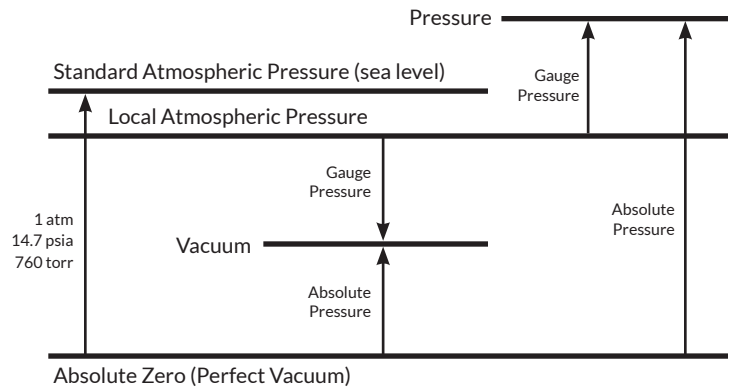 Pressure
Standard Atmospheric Pressure (sea level)
Gauge
Pressure
Local Atmospheric Pressure
Gauge
Pressure
1 atm
14.7 psia
760 torr
Absolute
Pressure
Vacuum
Absolute
Pressure
Absolute Zero (Perfect Vacuum)